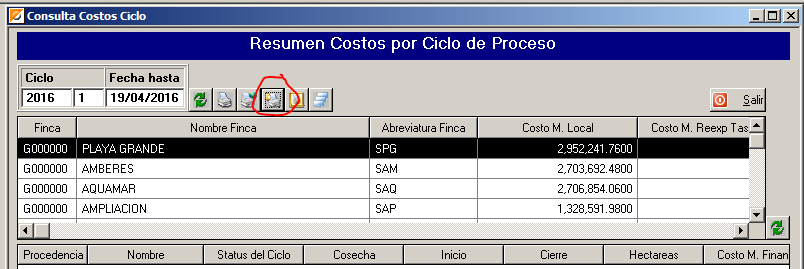 Consulta Costos Ciclo
Resumen Costos por Ciclo de Proceso
Ciclo Fecha hasta
2016 1 19/04/2016 Salir
Finca Nombre Finca Abreviatura Finca Costo M. Local Costo M. Reexp Tas
G000000 PLAYA GRANDE SPG 2,952,241.7600
G000000 AMBERES SAM 2,703,692.4800
G000000 AQUAMAR SAQ 2,706,854.0600
G000000 AMPLIACION SAP 1,328,591.9800
Procedencia Nombre Status del Ciclo Cosecha Inicio Cierre Hectareas Costo M. Finan